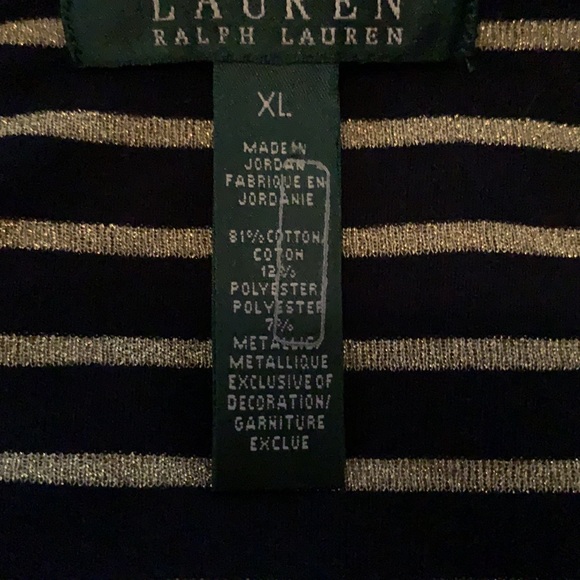 LAUREN
RALPH LAUREN
XL
MADE IN
JORDAN
FABRIQUE EN
JORDANIE
81% COTTON/
COTON
12%
POLYESTER/
POLYESTER
7%
METALLIC/
METALLIQUE
EXCLUSIVE OF
DECORATION/
GARNITURE
EXCLUE